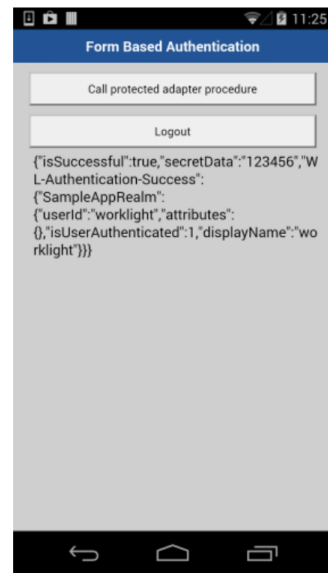 11:25
Form Based Authentication
Call protected adapter procedure
Logout
{"isSuccessful":true,"secretData":"123456","W
L-Authentication-Success":
{"SampleAppRealm":
{"userId":"worklight","attributes":
{},"isUserAuthenticated":1,"displayName":"wo
rklight"}}}